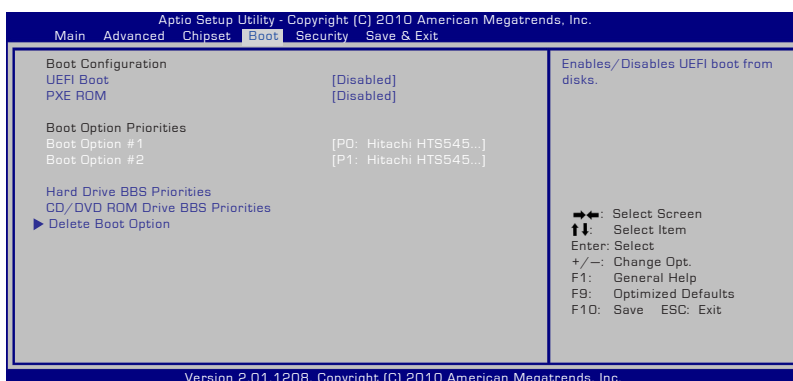 Aptio Setup Utility - Copyright (C) 2010 American Megatrends, Inc.
Main Advanced Chipset Boot Security Save & Exit
Boot Configuration
UEFI Boot [Disabled]
PXE ROM [Disabled]
Boot Option Priorities
Boot Option #1 [P0: Hitachi HTS545...]
Boot Option #2 [P1: Hitachi HTS545...]
Hard Drive BBS Priorities
CD/DVD ROM Drive BBS Priorities
Delete Boot Option
Enables/Disables UEFI boot from
disks.
→←: Select Screen
↑↓: Select Item
Enter: Select
+/—: Change Opt.
F1: General Help
F9: Optimized Defaults
F10: Save ESC: Exit
Version 2.01.1208. Copyright (C) 2010 American Megatrends, Inc.